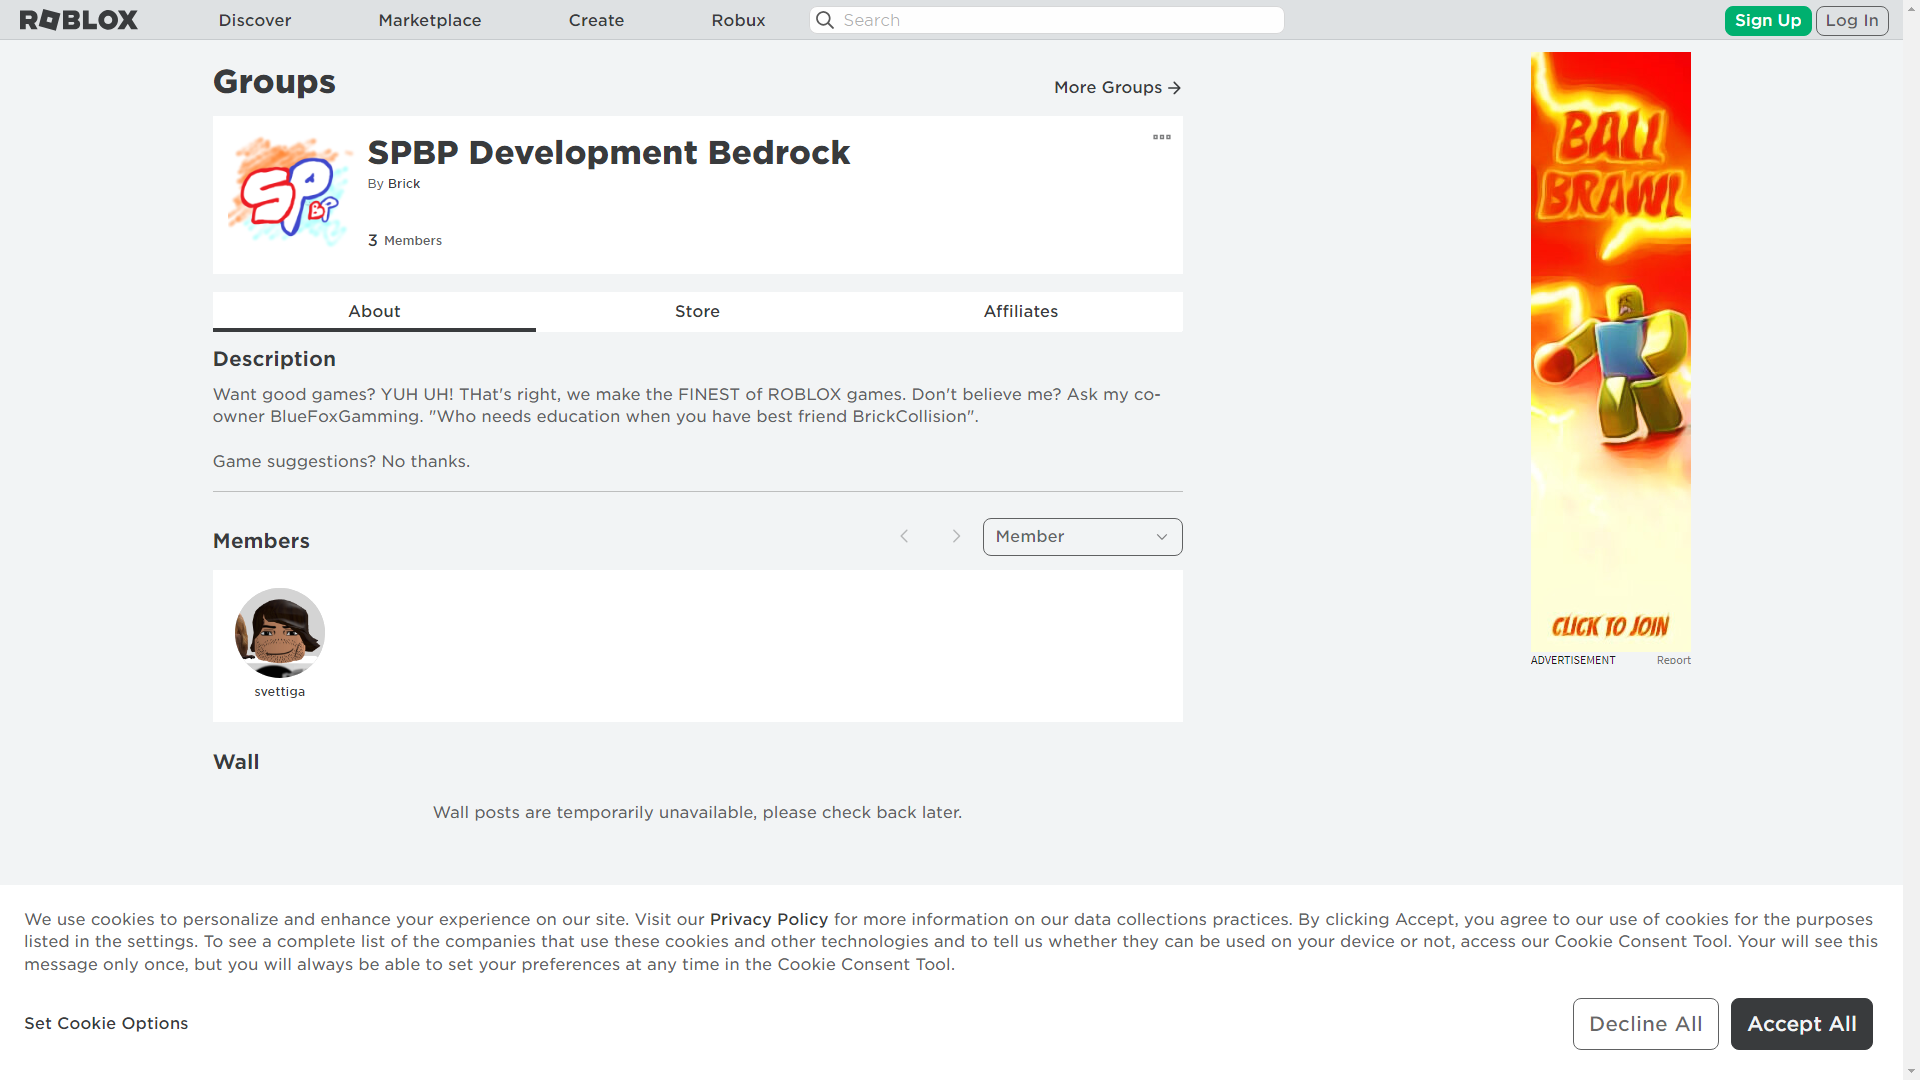 ROBLOX Discover Marketplace Create Robux Search Sign Up Log In
Groups
More Groups
SP
BP
SPBP Development Bedrock
By Brick
3 Members
About Store Affiliates
Description
Want good games? YUH UH! THat's right, we make the FINEST of ROBLOX games. Don't believe me? Ask my co-
owner BlueFoxGamming. "Who needs education when you have best friend BrickCollision".
Game suggestions? No thanks.
Members
Member
svettiga
Wall
Wall posts are temporarily unavailable, please check back later.
BALL
BRAWL
CLICK TO JOIN
ADVERTISEMENT Report
We use cookies to personalize and enhance your experience on our site. Visit our Privacy Policy for more information on our data collections practices. By clicking Accept, you agree to our use of cookies for the purposes
listed in the settings. To see a complete list of the companies that use these cookies and other technologies and to tell us whether they can be used on your device or not, access our Cookie Consent Tool. Your will see this
message only once, but you will always be able to set your preferences at any time in the Cookie Consent Tool.
Set Cookie Options
Decline All
Accept All